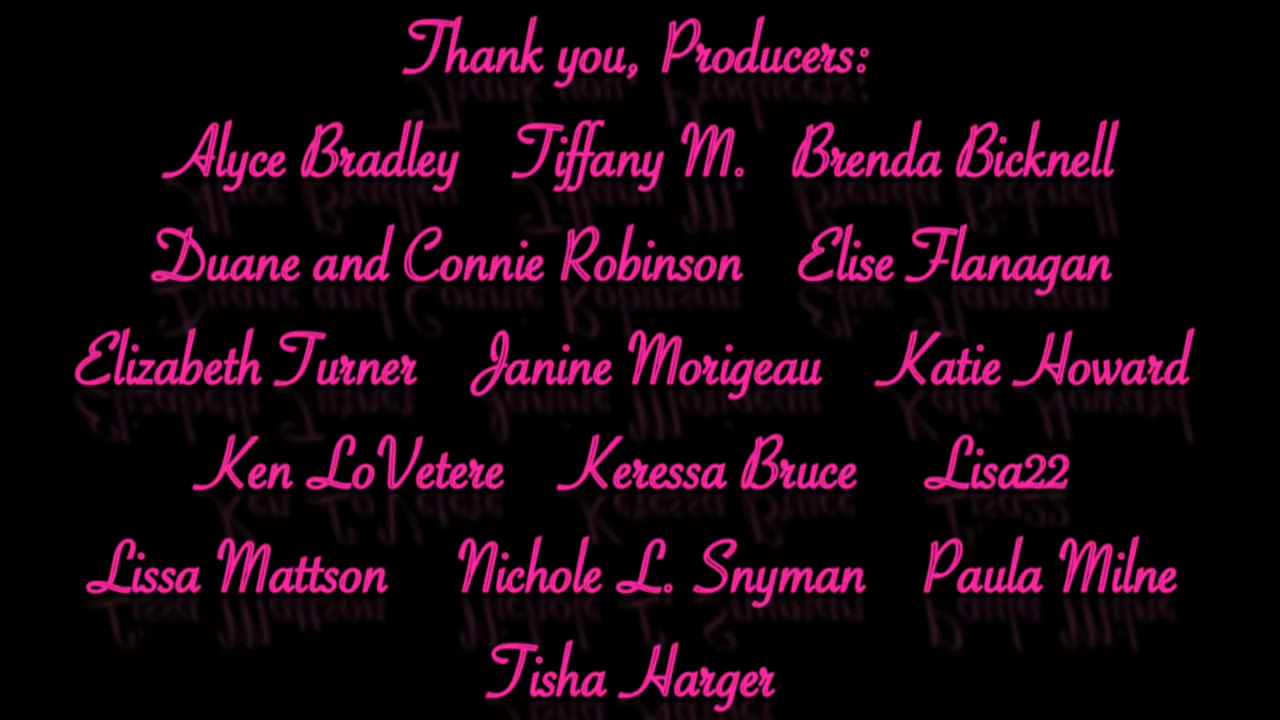 Thank you, Producers:
Alyce Bradley Tiffany M. Brenda Bicknell
Duane and Connie Robinson Elise Flanagan
Elizabeth Turner Janine Morigeau Katie Howard
Ken LoVetere Keressa Bruce Lisa22
Lissa Mattson Nichole L. Snyman Paula Milne
Tisha Harger